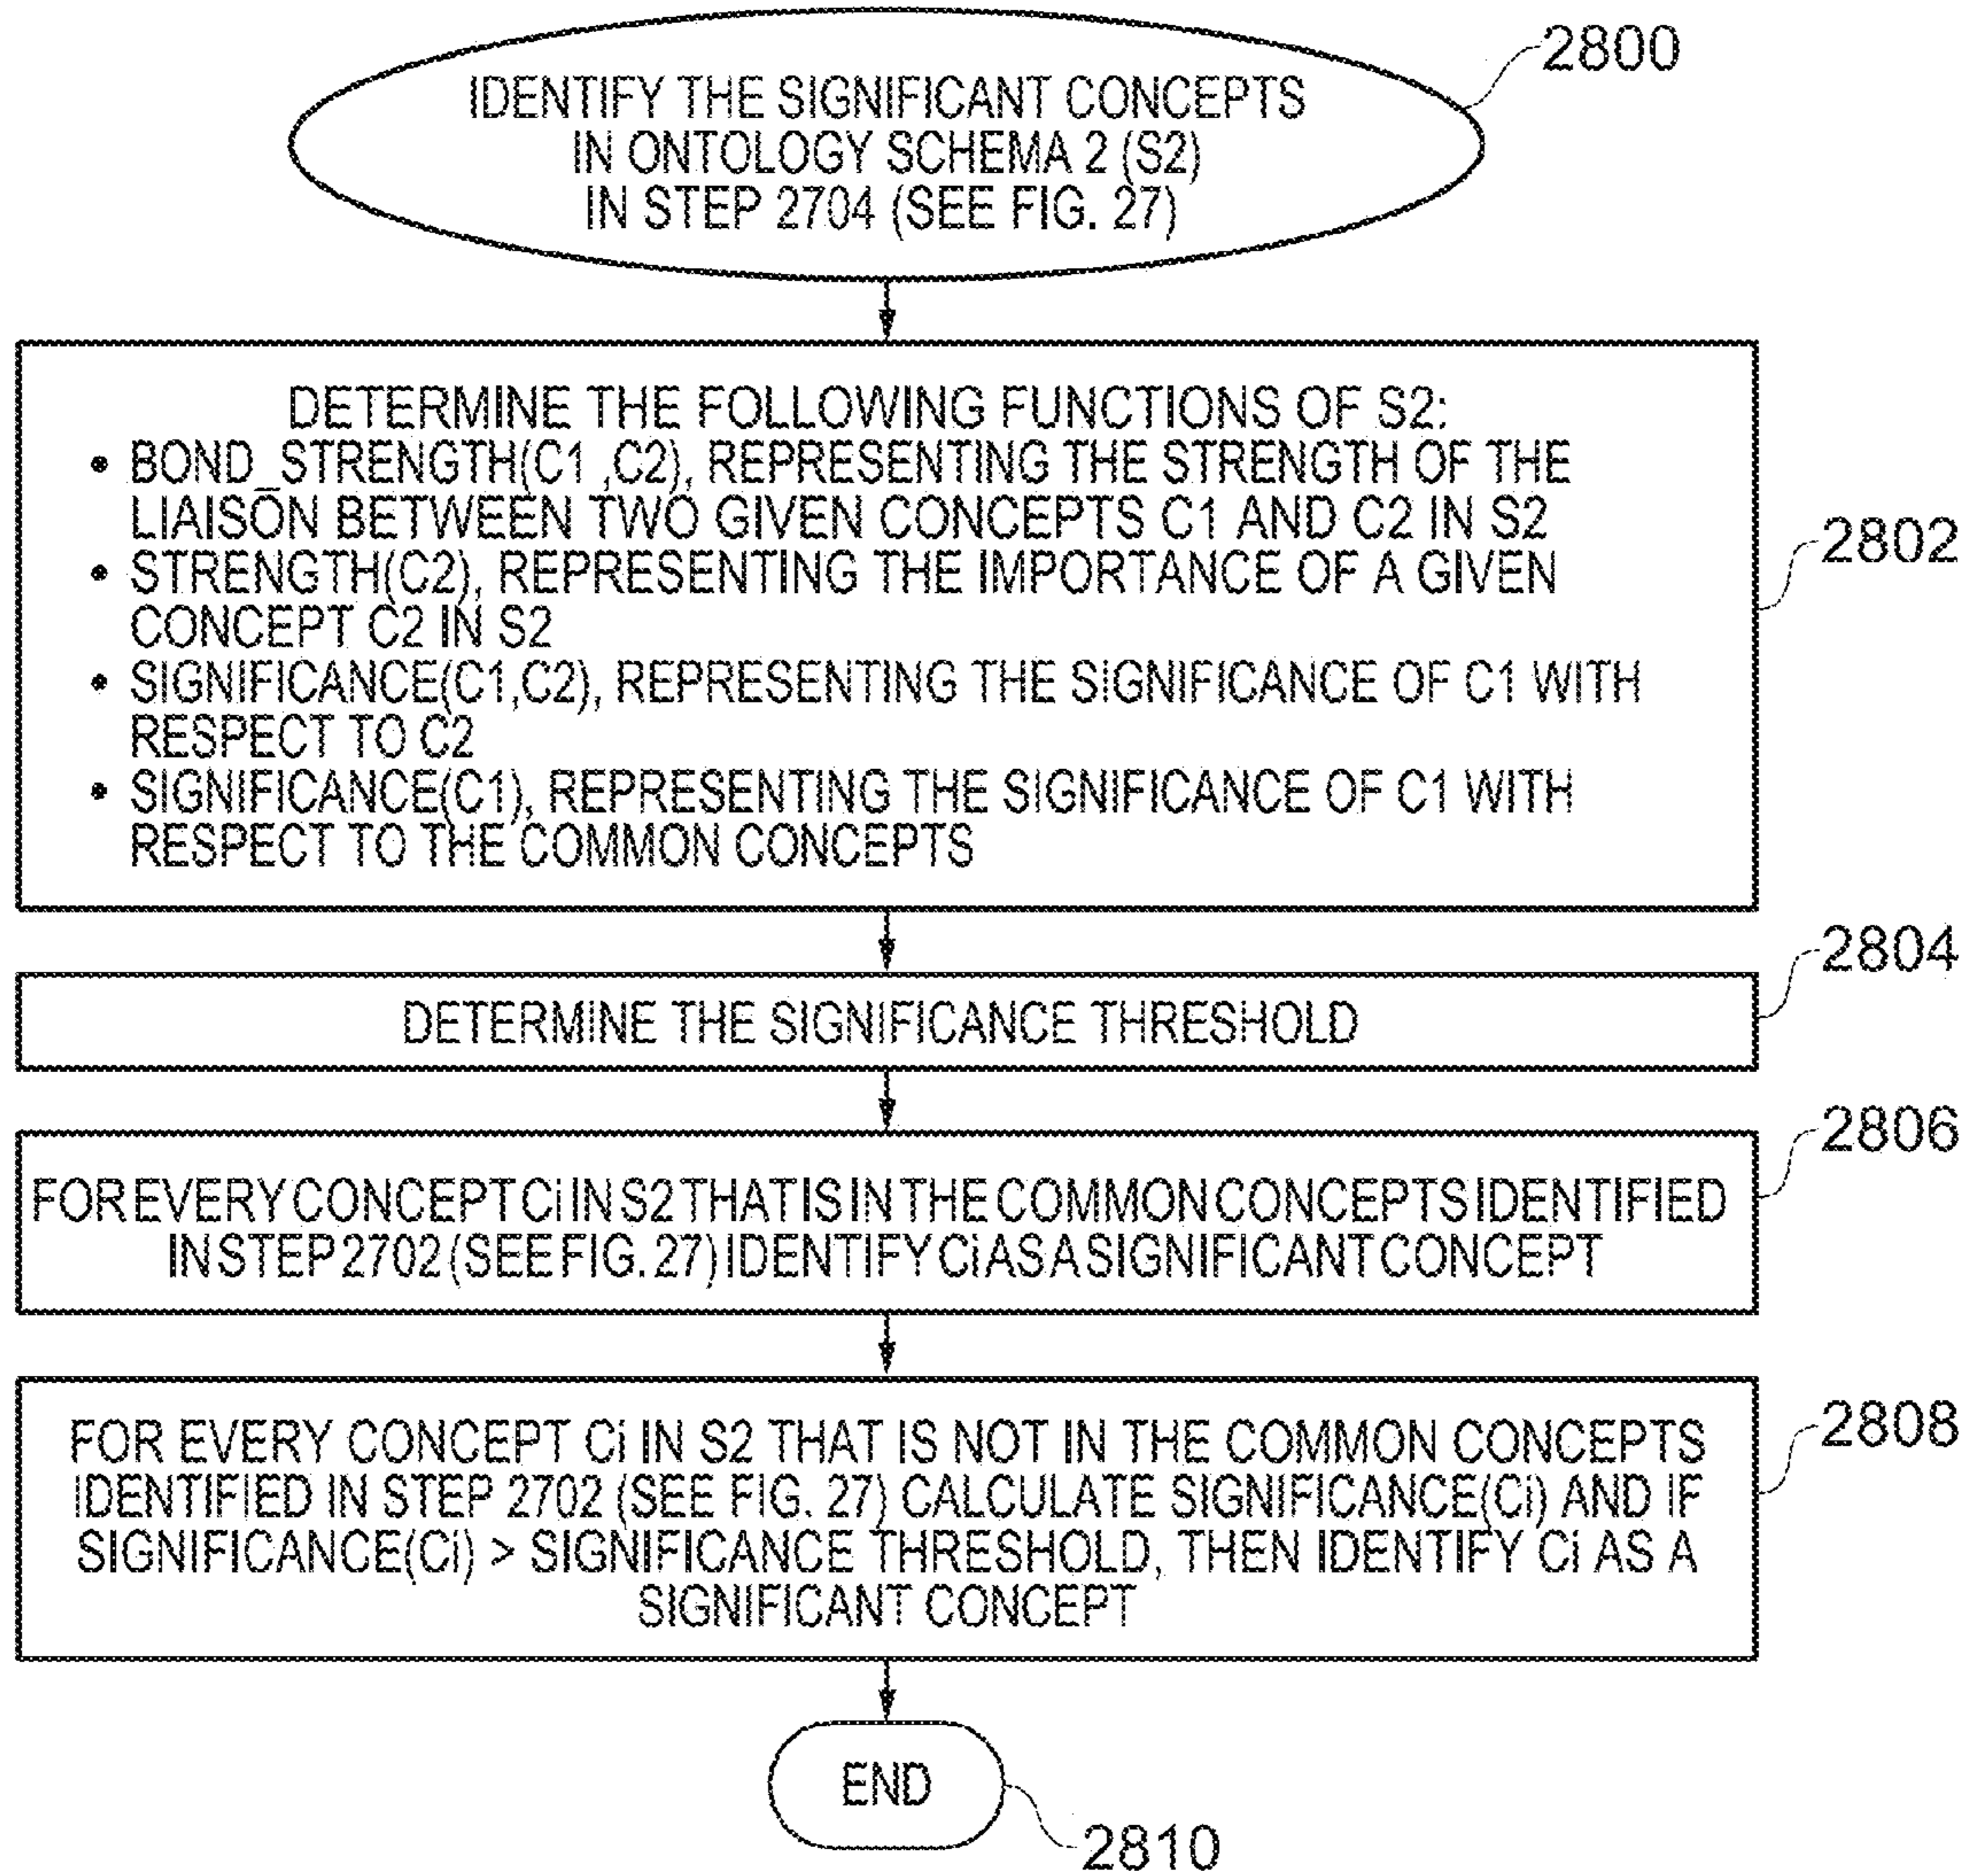 2800
IDENTIFY THE SIGNIFICANT CONCEPTS
IN ONTOLOGY SCHEMA 2 (S2)
IN STEP 2704 (SEE FIG. 27)
DETERMINE THE FOLLOWING FUNCTIONS OF S2:
• BOND_STRENGTH(C1 ,C2), REPRESENTING THE STRENGTH OF THE
LIAISON BETWEEN TWO GIVEN CONCEPTS C1 AND C2 IN S2
• STRENGTH(C2), REPRESENTING THE IMPORTANCE OF A GIVEN
CONCEPT C2 IN S2
• SIGNIFICANCE(C1,C2), REPRESENTING THE SIGNIFICANCE OF C1 WITH
RESPECT TO C2
• SIGNIFICANCE(C1), REPRESENTING THE SIGNIFICANCE OF C1 WITH
RESPECT TO THE COMMON CONCEPTS
2802
2804
DETERMINE THE SIGNIFICANCE THRESHOLD
2806
FOR EVERY CONCEPT Ci IN S2 THAT IS IN THE COMMON CONCEPTS IDENTIFIED
IN STEP 2702 (SEE FIG. 27) IDENTIFY Ci AS A SIGNIFICANT CONCEPT
2808
FOR EVERY CONCEPT Ci IN S2 THAT IS NOT IN THE COMMON CONCEPTS
IDENTIFIED IN STEP 2702 (SEE FIG. 27) CALCULATE SIGNIFICANCE(Ci) AND IF
SIGNIFICANCE(Ci) > SIGNIFICANCE THRESHOLD, THEN IDENTIFY Ci AS A
SIGNIFICANT CONCEPT
END
2810